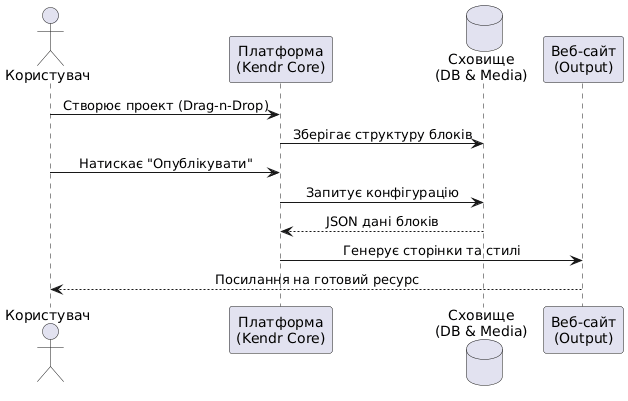 Користувач
Платформа
(Kendr Core)
Сховище
(DB & Media)
Веб-сайт
(Output)
Створює проект (Drag-n-Drop)
Зберігає структуру блоків
Натискає "Опублікувати"
Запитує конфігурацію
JSON дані блоків
Генерує сторінки та стилі
Посилання на готовий ресурс
Користувач
Платформа
(Kendr Core)
Сховище
(DB & Media)
Веб-сайт
(Output)